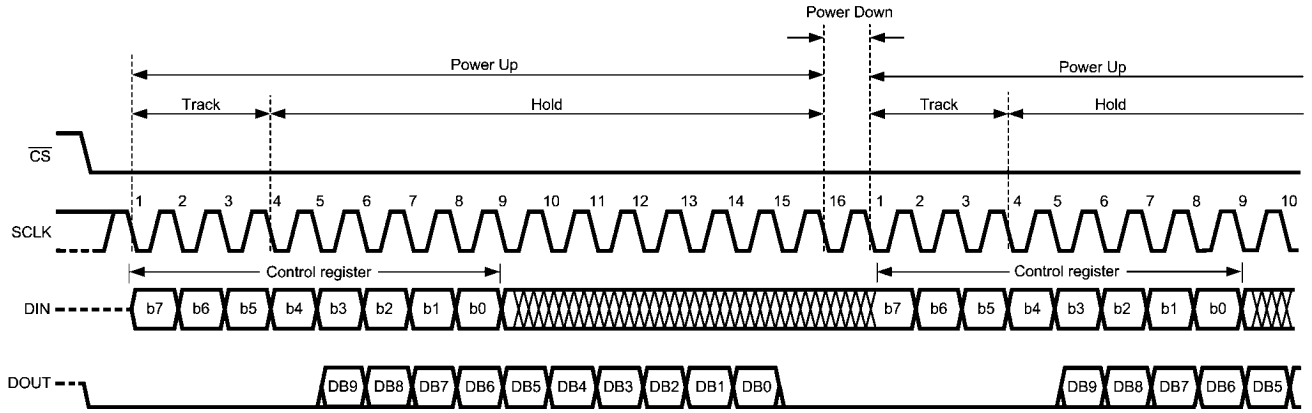 Power Down
Power Up Power Up
Track Hold Track Hold
CS
1 2 3 4 5 6 7 8 9 10 11 12 13 14 15 16 1 2 3 4 5 6 7 8 9 10
SCLK
Control register Control register
DIN b7 b6 b5 b4 b3 b2 b1 b0 b7 b6 b5 b4 b3 b2 b1 b0
DOUT DB9 DB8 DB7 DB6 DB5 DB4 DB3 DB2 DB1 DB0 DB9 DB8 DB7 DB6 DB5